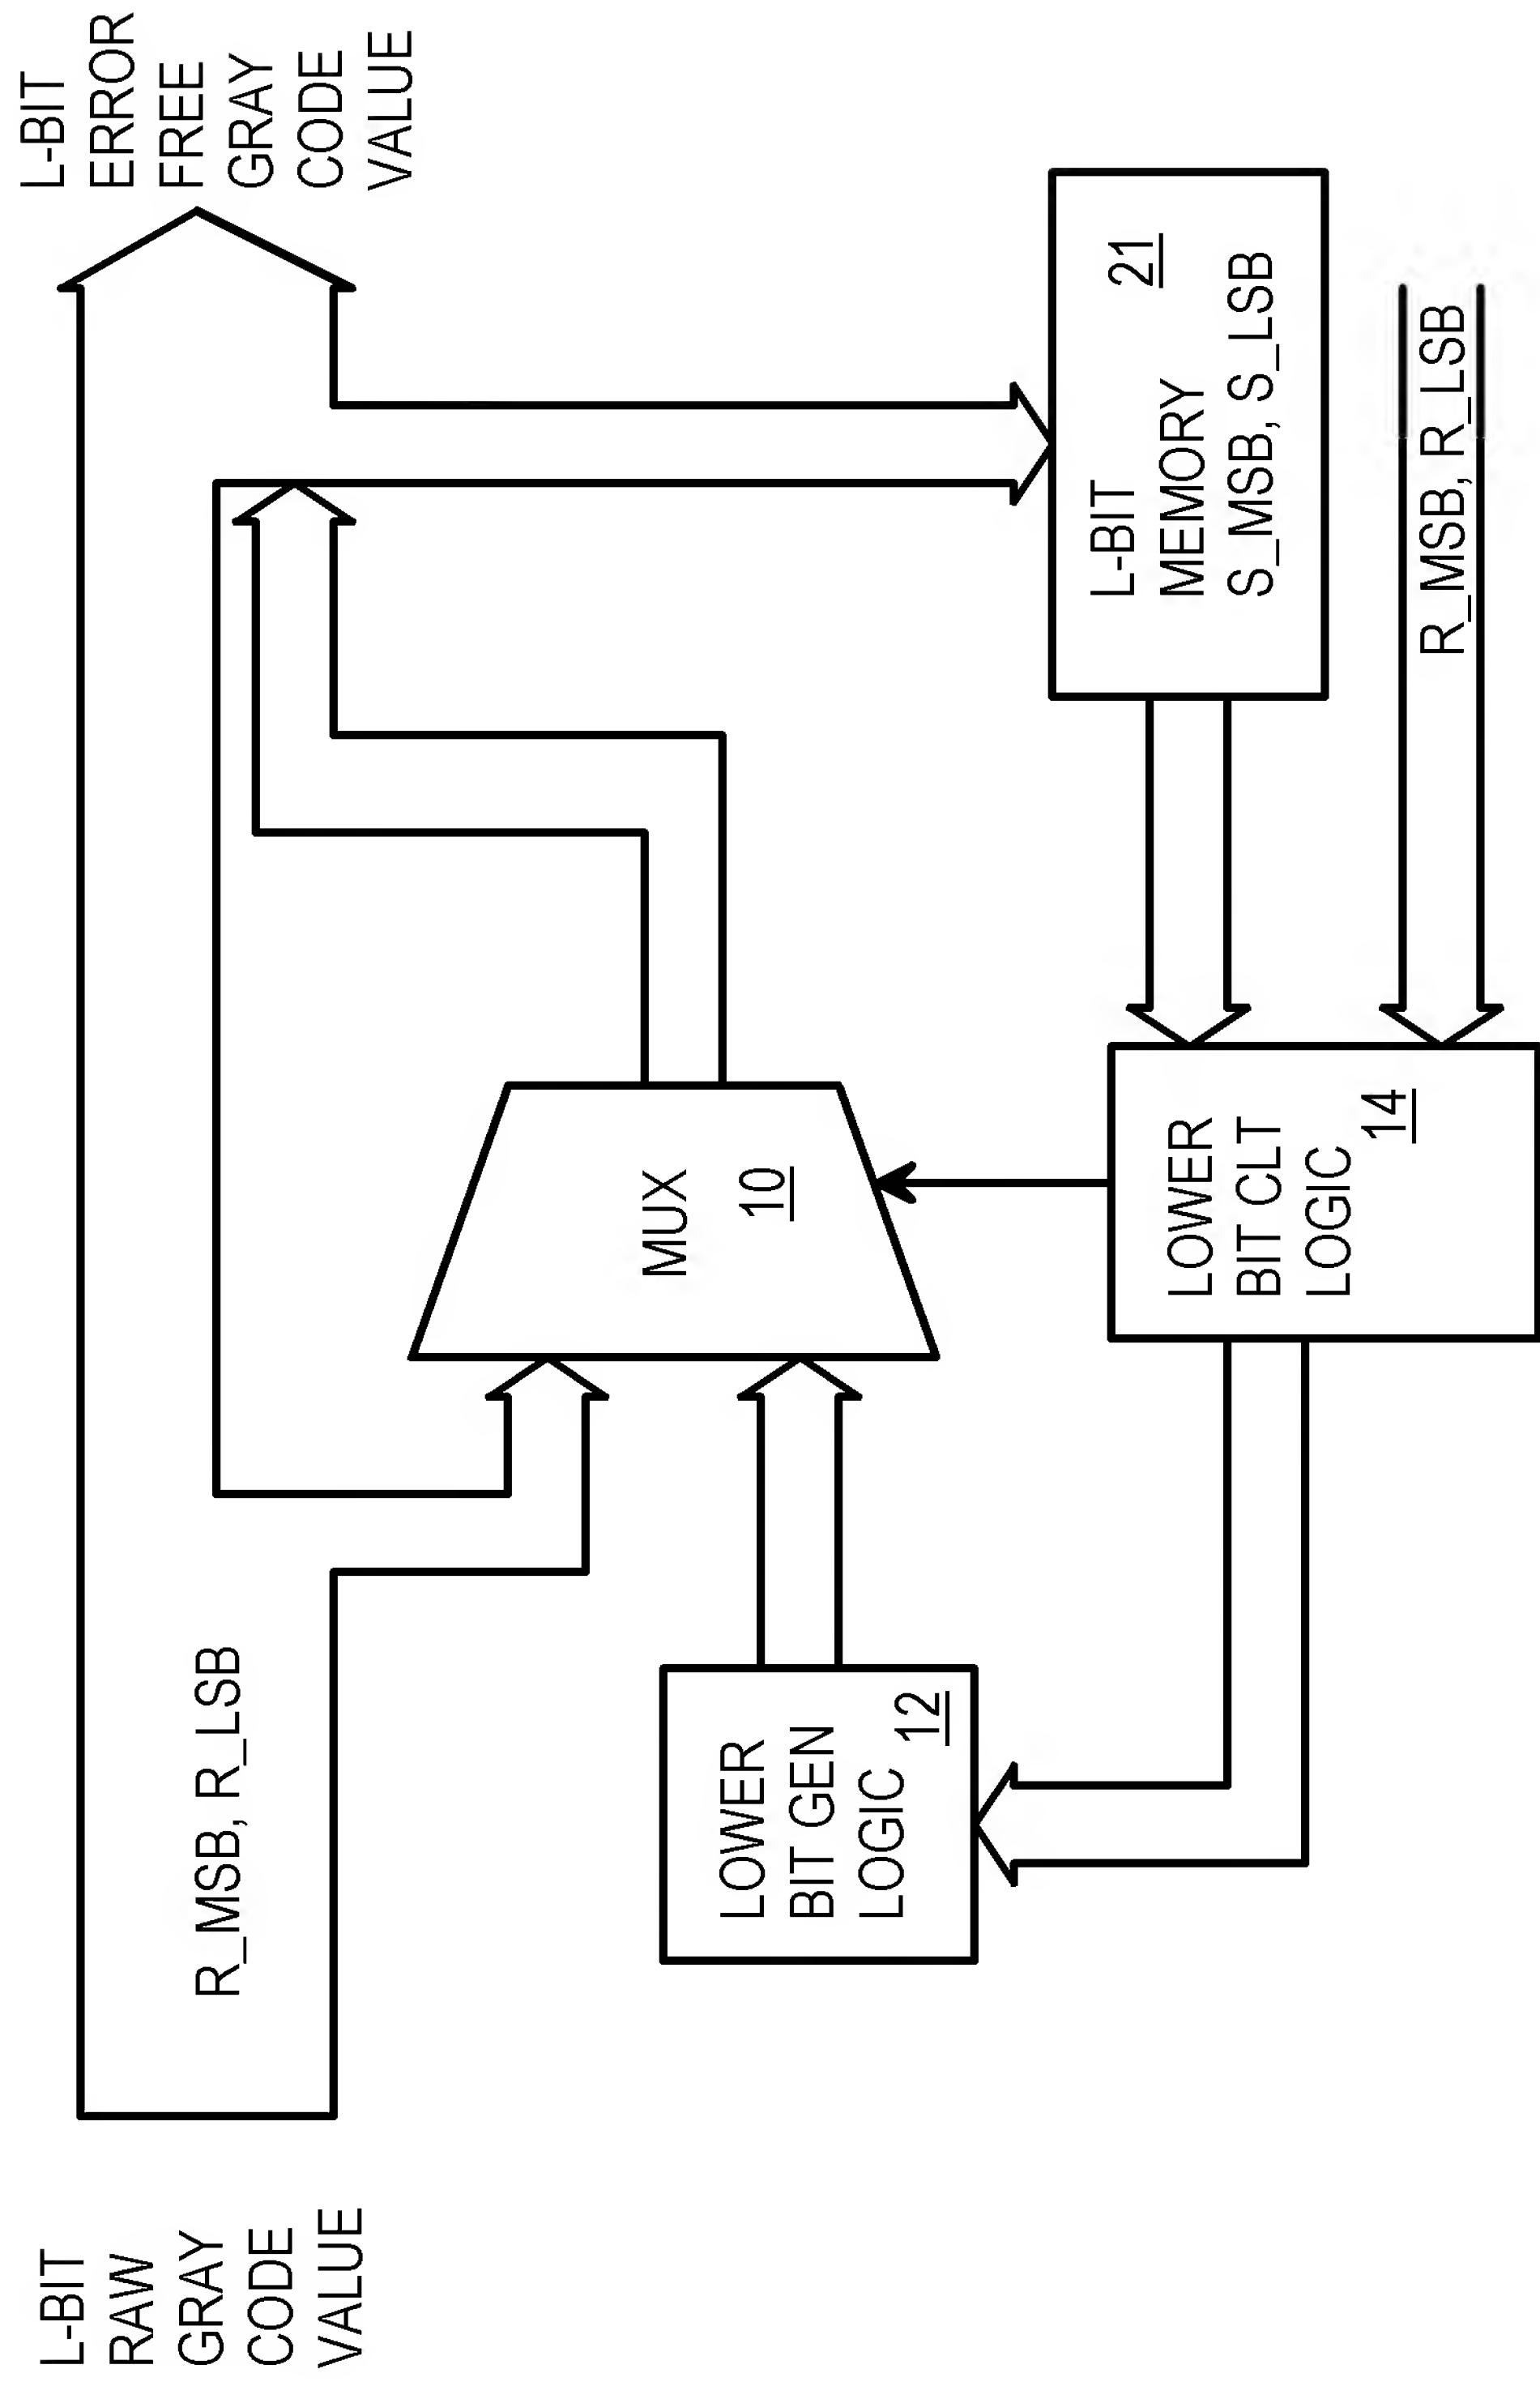 L-BIT
RAW
GRAY
CODE
VALUE
R_MSB, R_LSB
L-BIT
ERROR
FREE
GRAY
CODE
VALUE
MUX
10
LOWER
BIT GEN
LOGIC
12
LOWER
BIT CLT
LOGIC
14
L-BIT
21
MEMORY
S_MSB, S_LSB
R_MSB, R_LSB